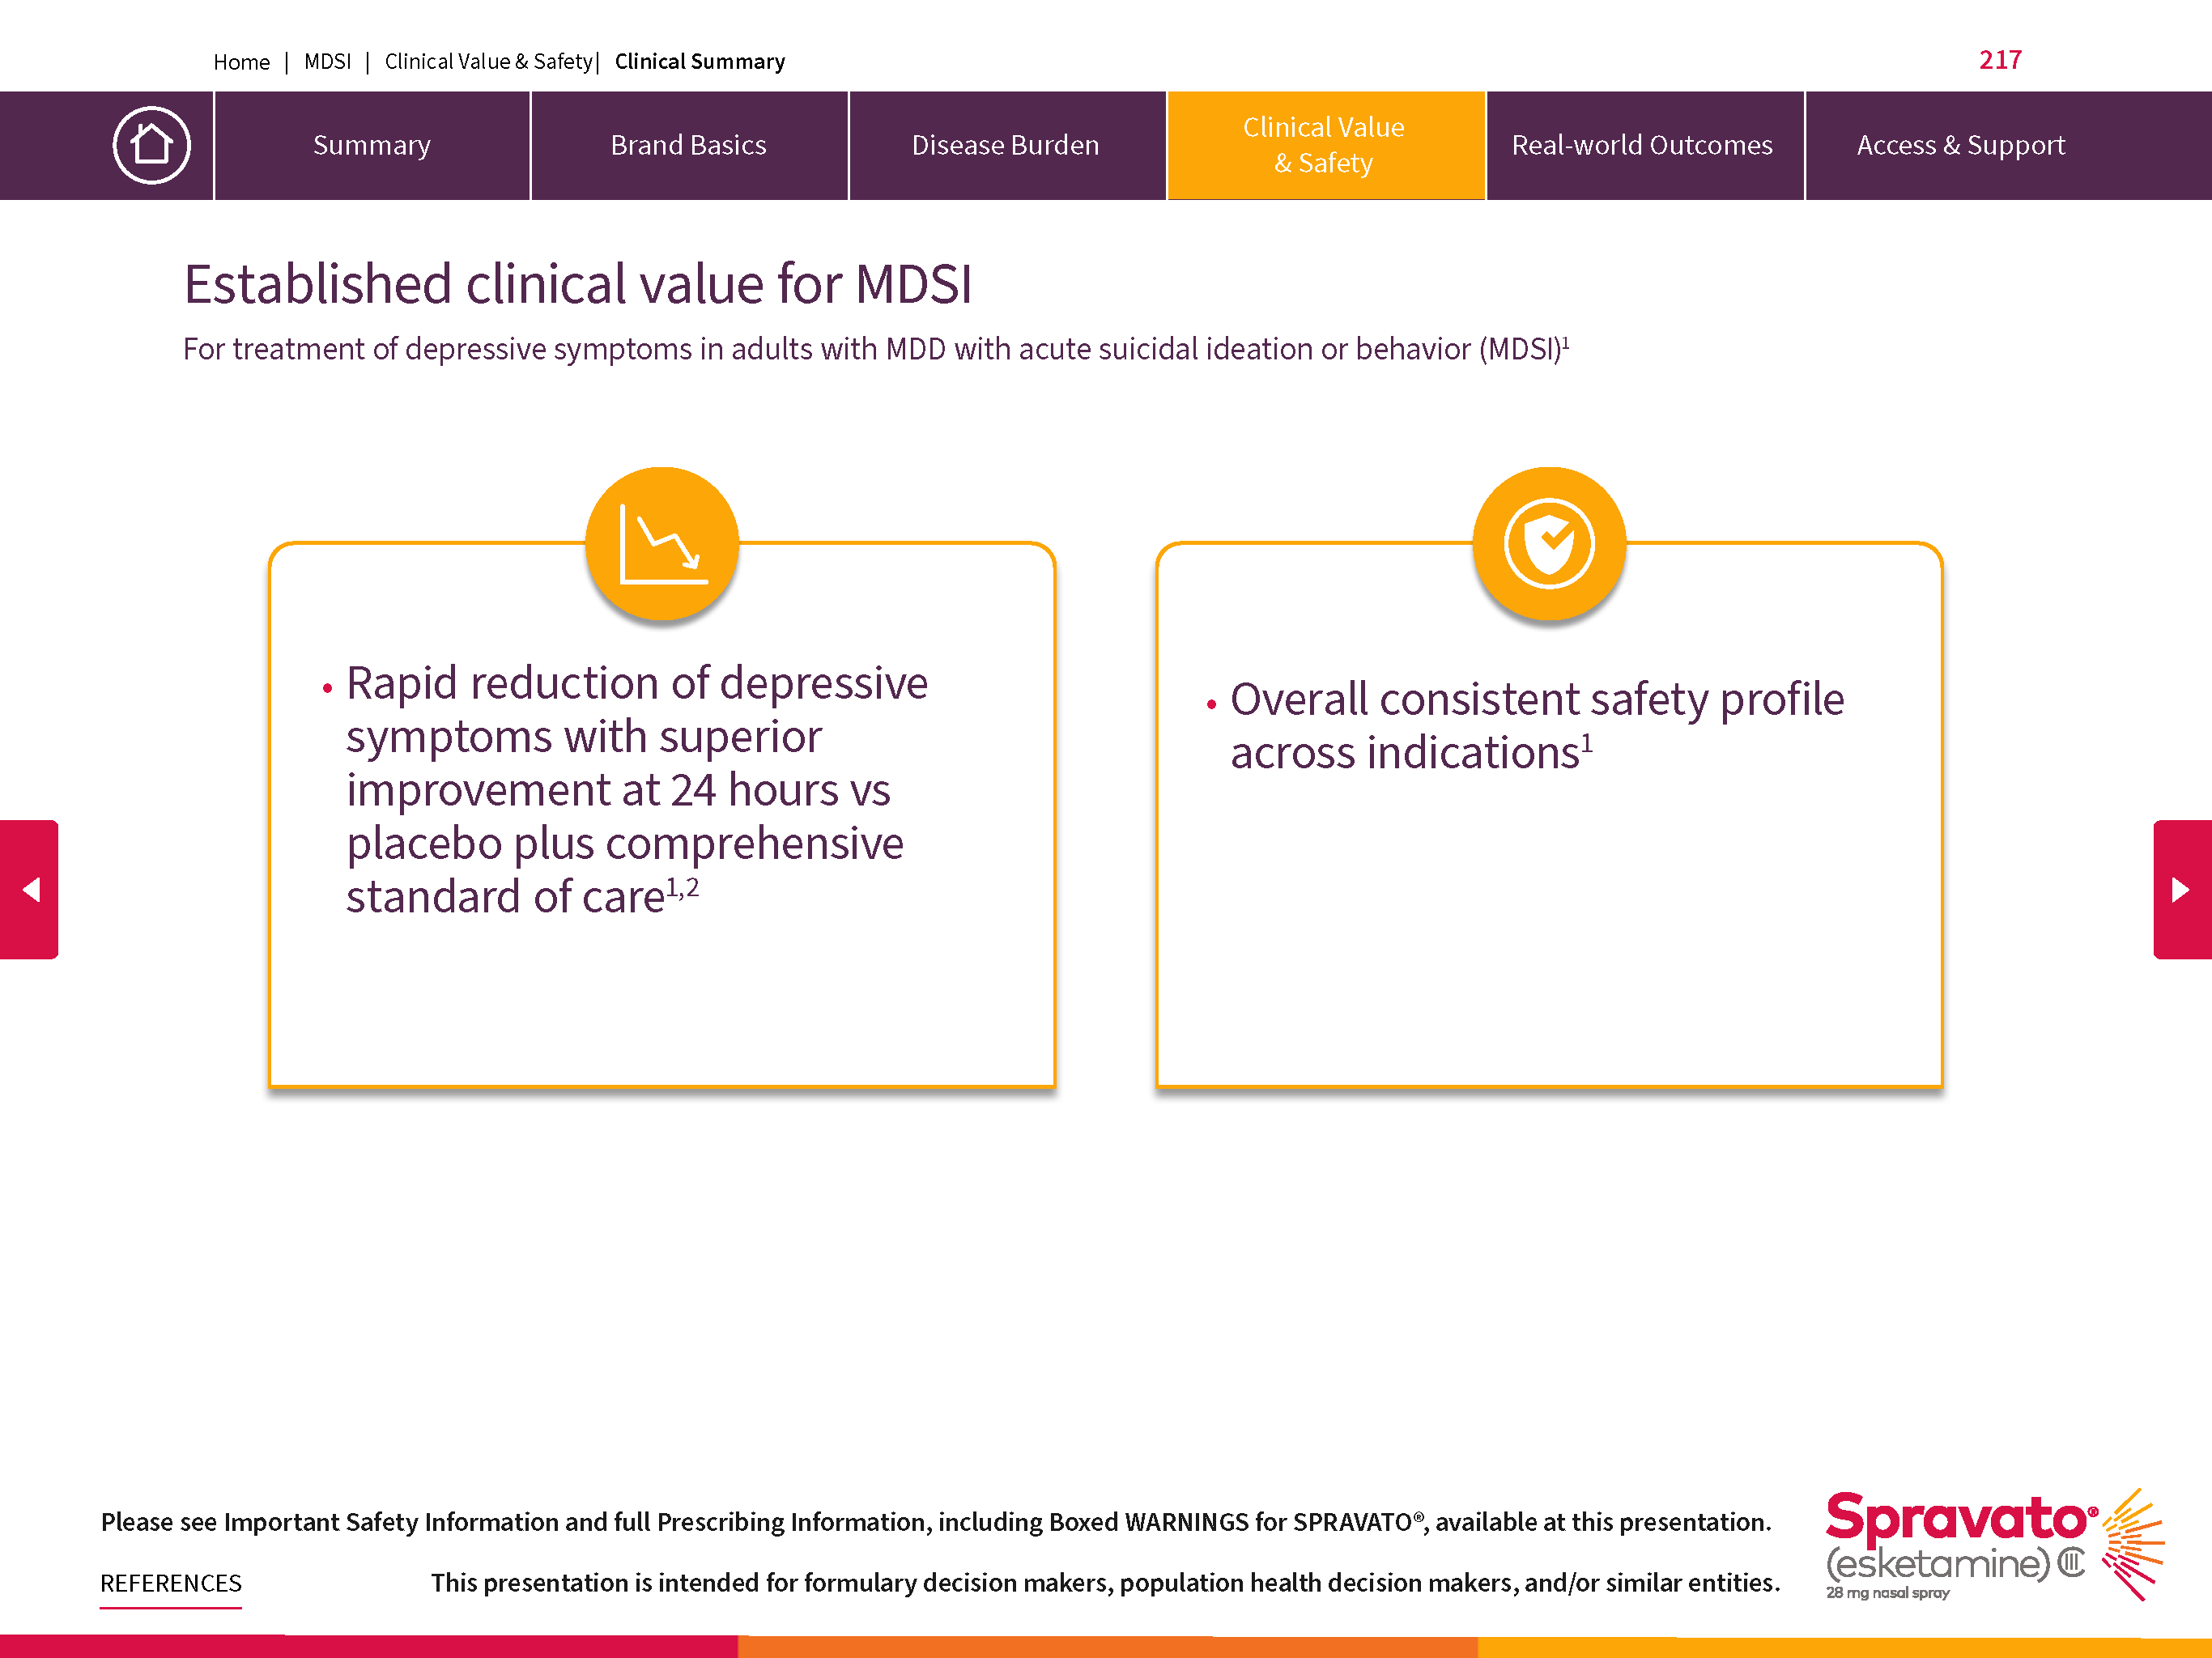 Home | MDSI | Clinical Value & Safety| Clinical Summary
217
Summary
Brand Basics
Disease Burden
Clinical Value
& Safety
Real-world Outcomes
Access & Support
Established clinical value for MDSI
For treatment of depressive symptoms in adults with MDD with acute suicidal ideation or behavior (MDSI)¹
• Rapid reduction of depressive
symptoms with superior
improvement at 24 hours vs
placebo plus comprehensive
standard of care¹,²
• Overall consistent safety profile
across indications¹
Please see Important Safety Information and full Prescribing Information, including Boxed WARNINGS for SPRAVATO®, available at this presentation.
REFERENCES
This presentation is intended for formulary decision makers, population health decision makers, and/or similar entities.
Spravato®
(esketamine) CIII
28 mg nasal spray